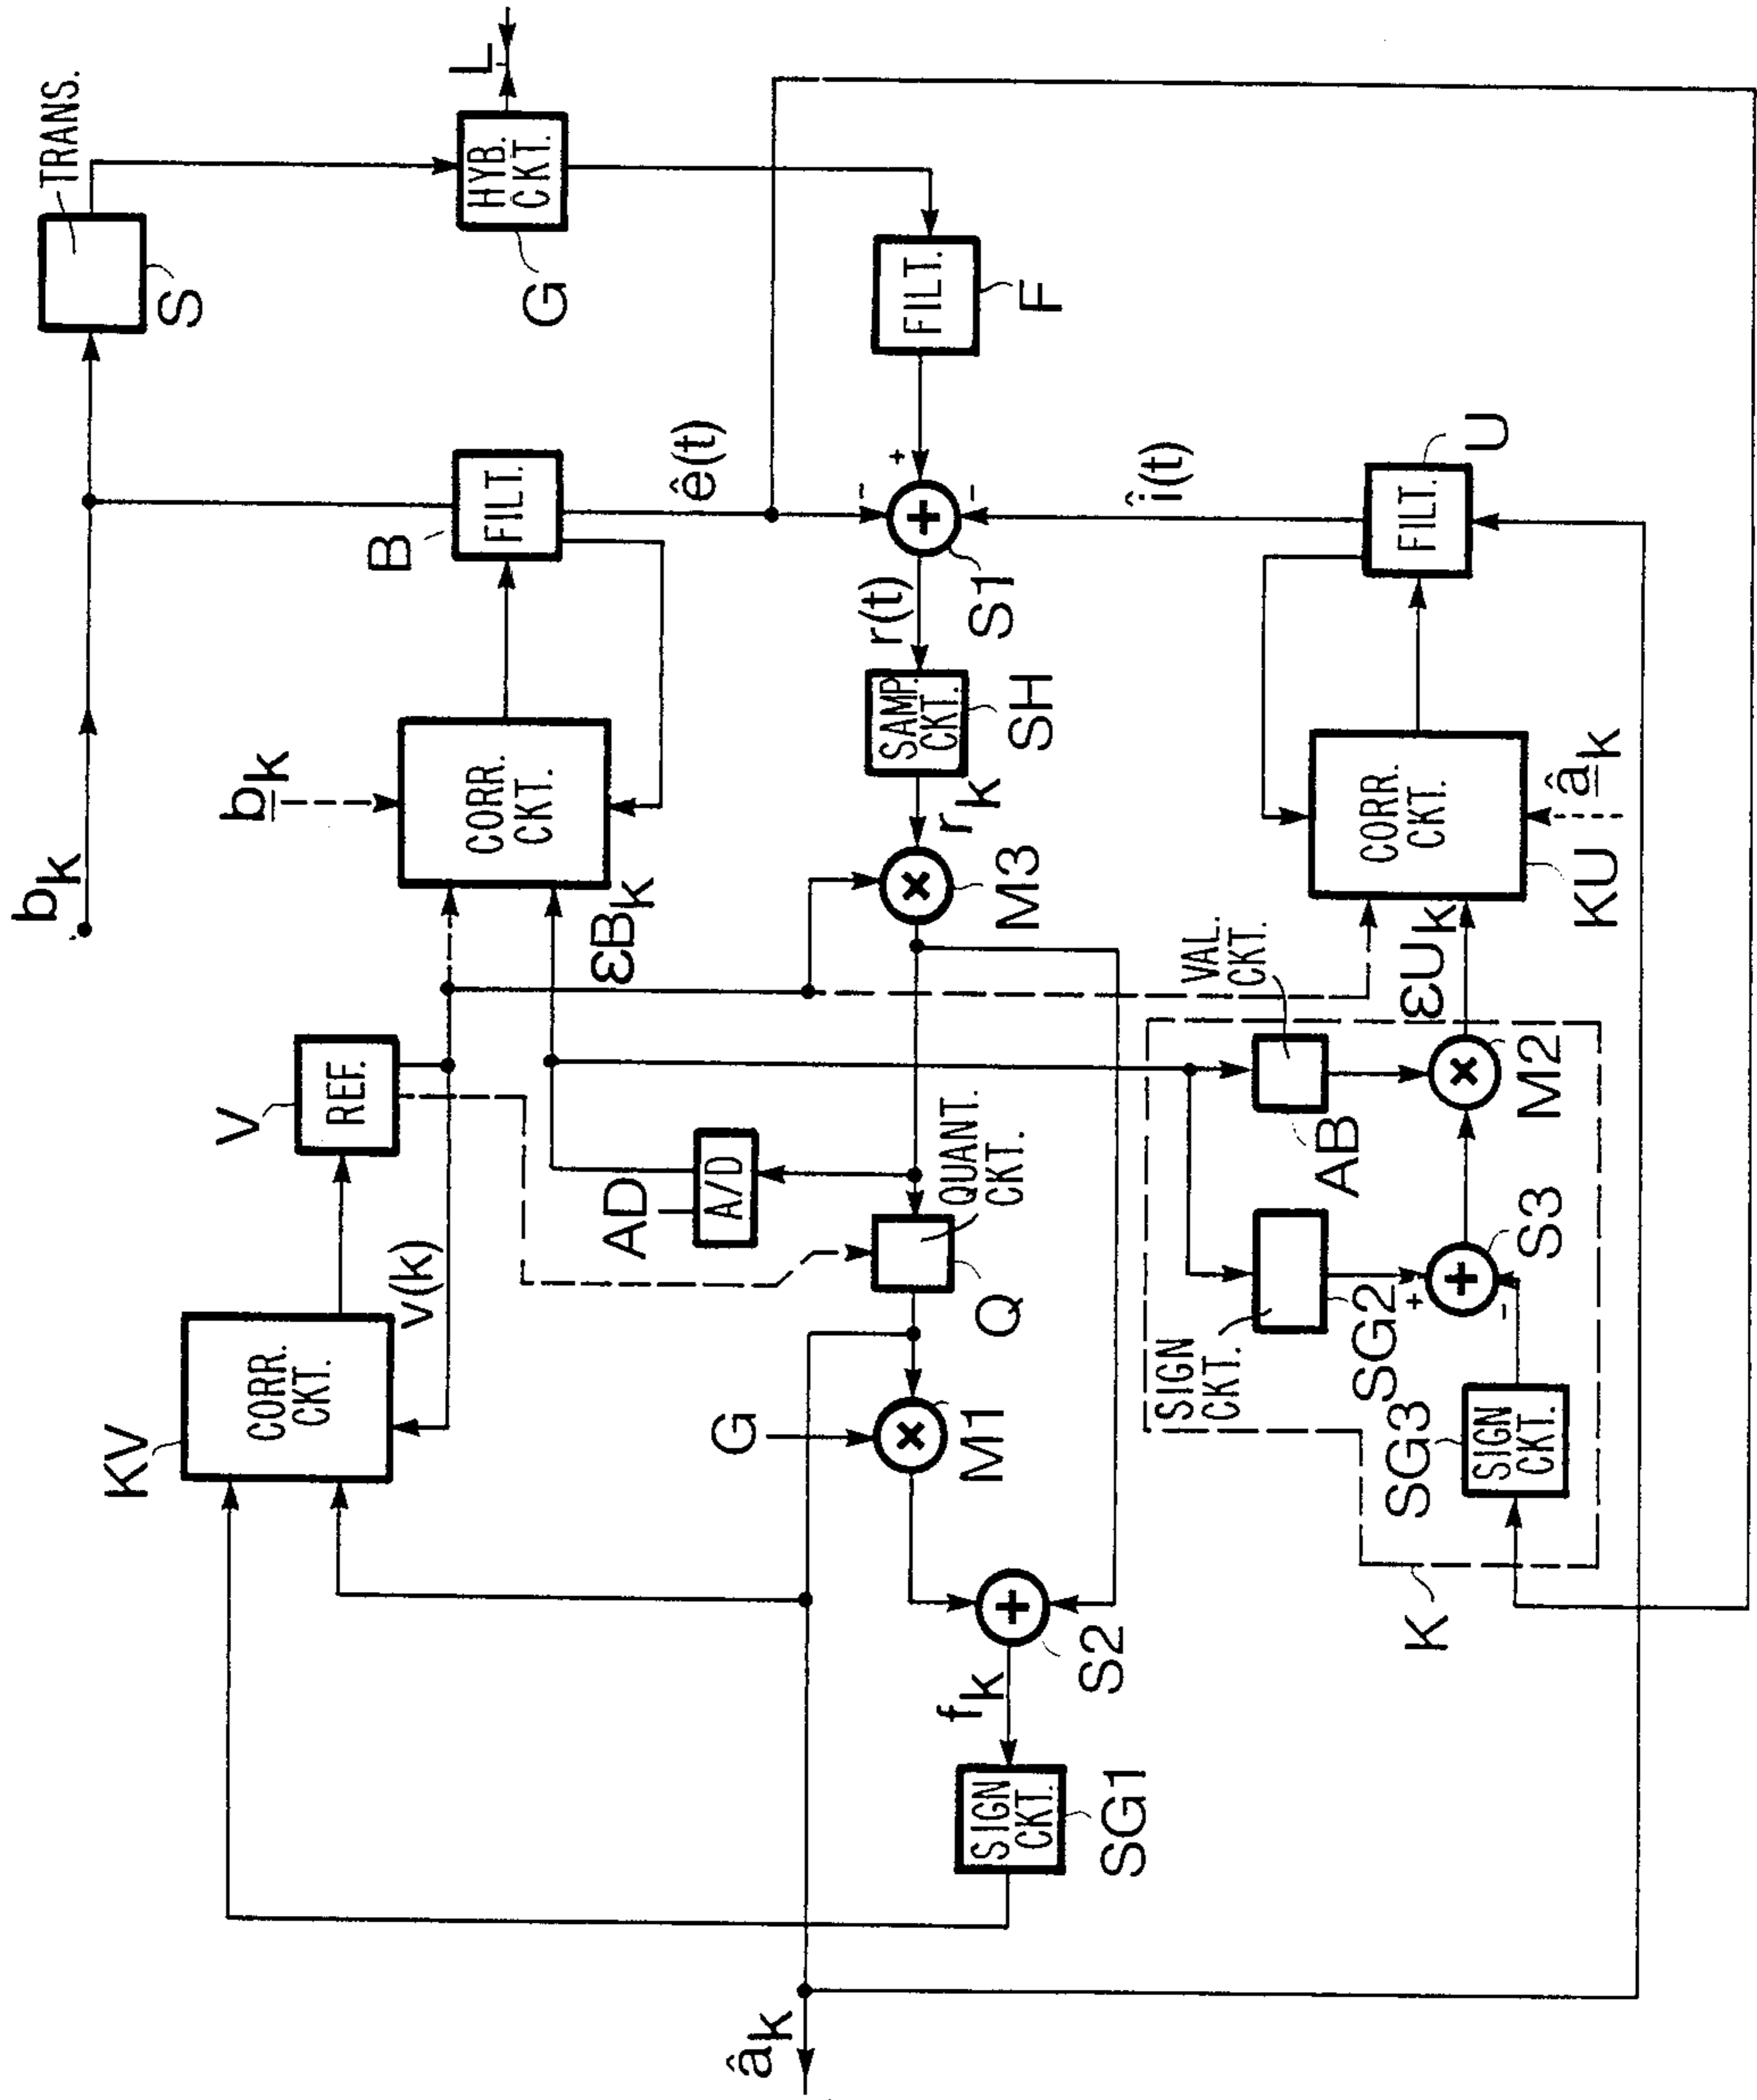 b_k
TRANS.
S
HYB.
CKT.
G
L
B
FILT.
ê(t)
b_k
CORR.
CKT.
εB_k
V
REF.
v(k)
KV
CORR.
CKT.
FILT.
F
+
-
-
S1
r(t)
SAMP.
CKT.
SH
r_k
M3
AD
A/D
QUANT.
CKT.
Q
G
M1
S2
f_k
SIGN
CKT.
SG1
î(t)
FILT.
U
CORR.
CKT.
KU
â_k
εU_k
VAL.
CKT.
AB
M2
SIGN
CKT.
SG2
+
-
S3
SG3
SIGN
CKT.
K
â_k